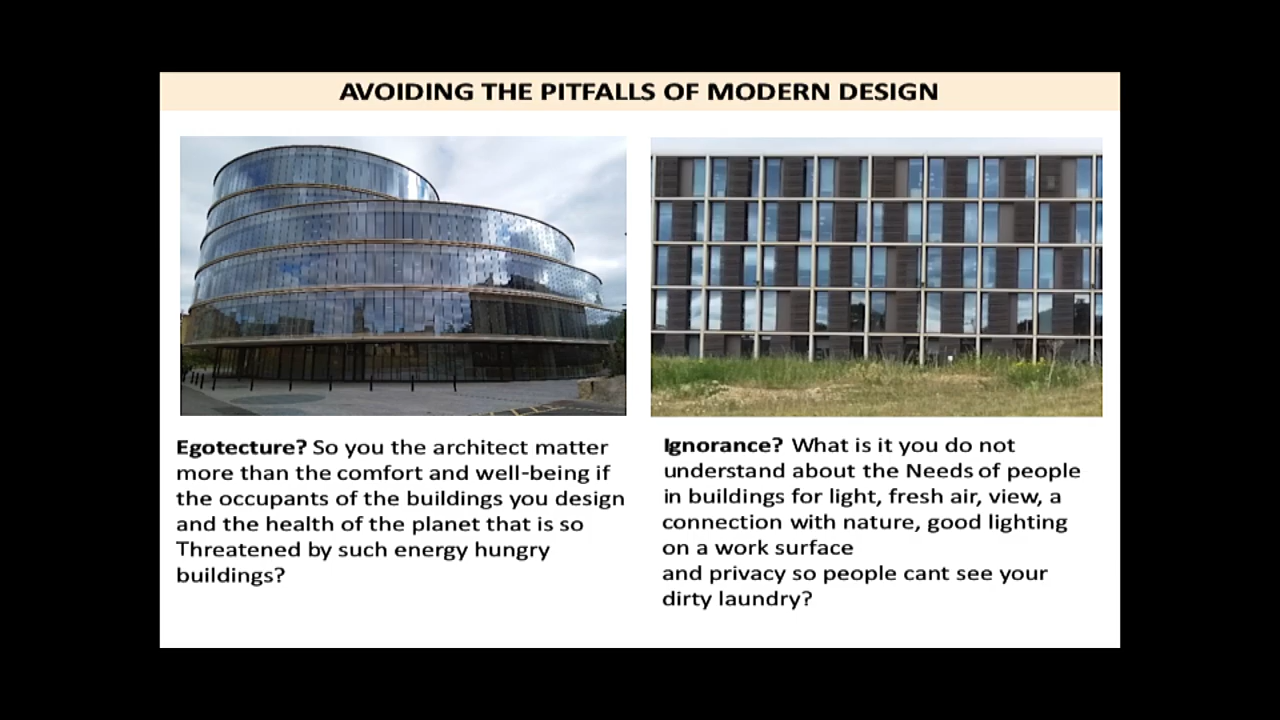 AVOIDING THE PITFALLS OF MODERN DESIGN
Egotecture? So you the architect matter
more than the comfort and well-being if
the occupants of the buildings you design
and the health of the planet that is so
Threatened by such energy hungry
buildings?
Ignorance? What is it you do not
understand about the Needs of people
in buildings for light, fresh air, view, a
connection with nature, good lighting
on a work surface
and privacy so people cant see your
dirty laundry?